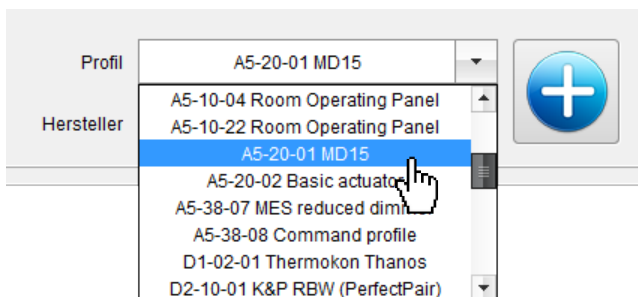 Profil
A5-20-01 MD15
A5-10-04 Room Operating Panel
Hersteller
A5-10-22 Room Operating Panel
A5-20-01 MD15
A5-20-02 Basic actuator
A5-38-07 MES reduced
A5-38-08 Command profile
D1-02-01 Thermokon Thanos
D2-10-01 K&P RBW (PerfectPair)